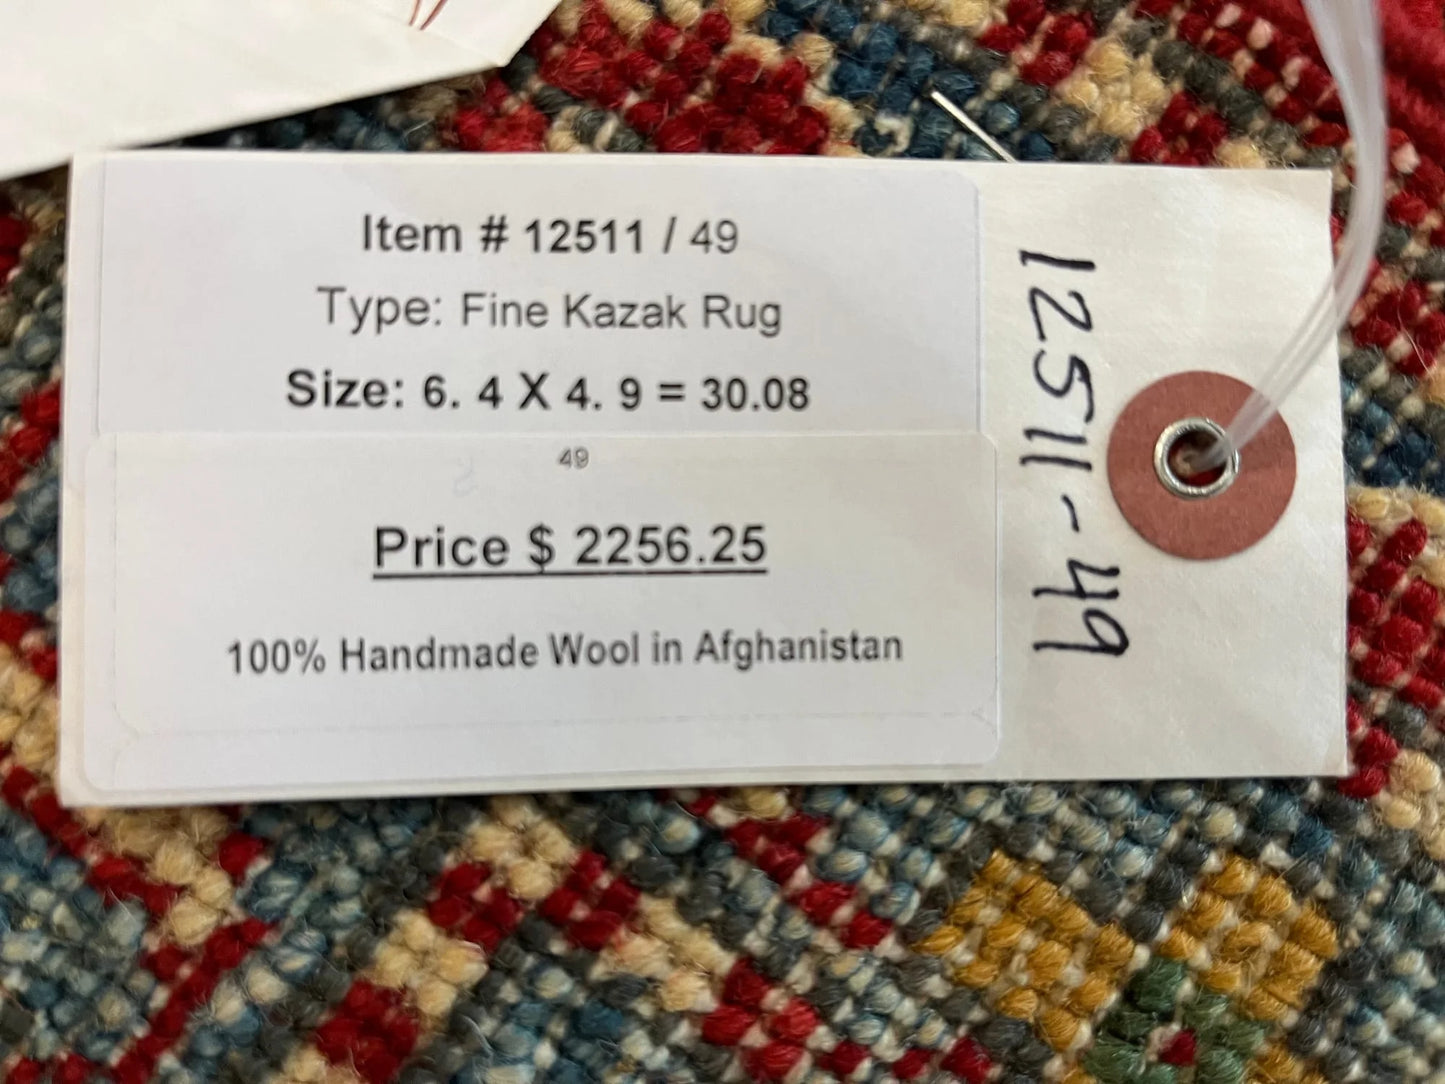 Item # 12511 / 49
Type: Fine Kazak Rug
Size: 6. 4 X 4. 9 = 30.08
49
Price $ 2256.25
100% Handmade Wool in Afghanistan
12511-49